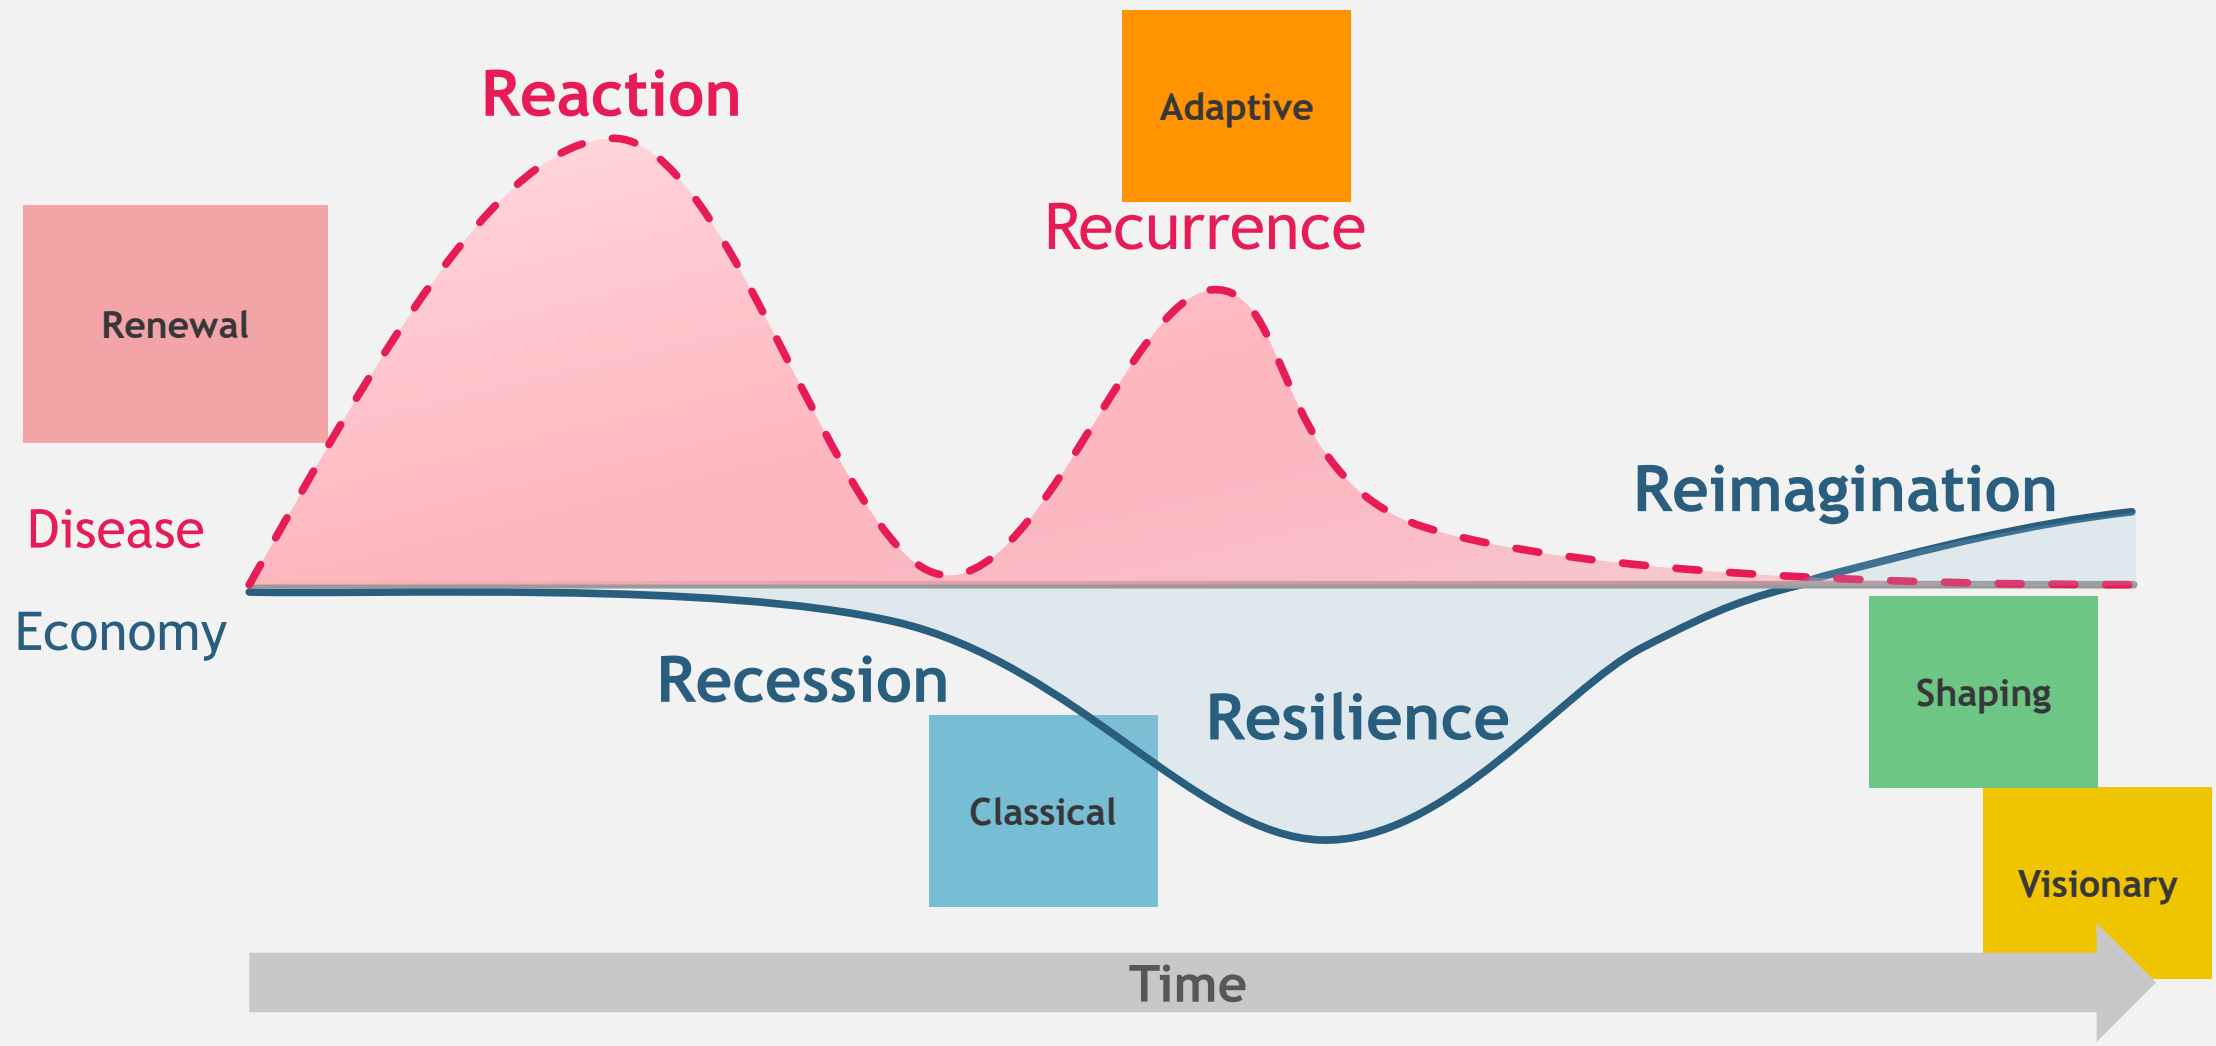 Adaptive
Reaction
Recurrence
Renewal
Disease
Reimagination
Economy
Recession
Resilience
Shaping
Classical
Visionary
Time